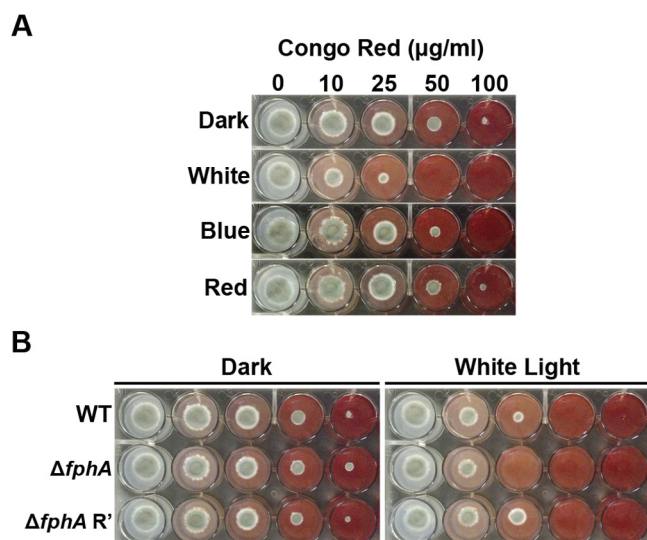 A
Congo Red (µg/ml)
0 10 25 50 100
Dark
White
Blue
Red
B
Dark White Light
WT
ΔfphA
ΔfphA R'